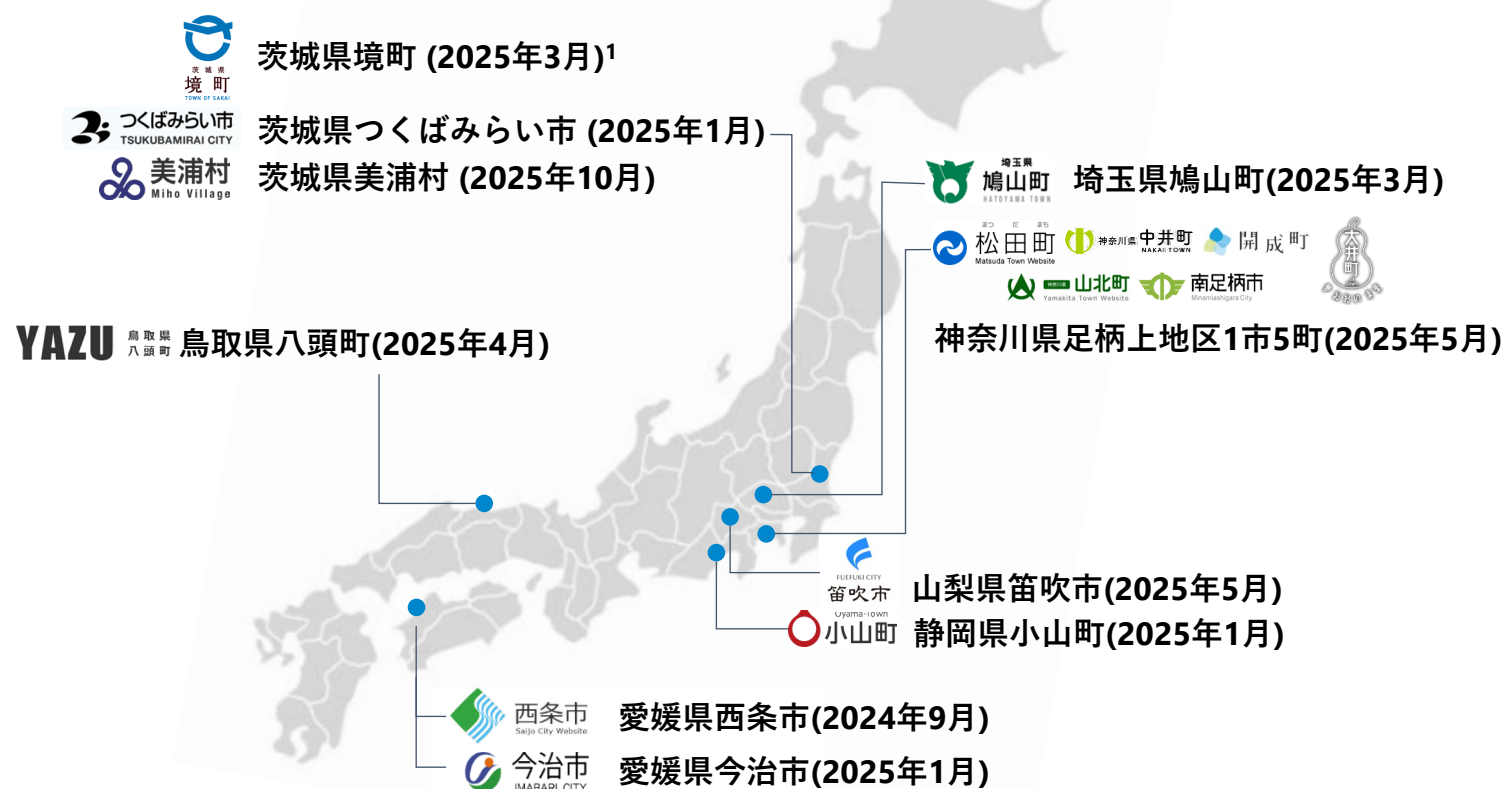 茨城県
境町
TOWN OF SAKAI
茨城県境町 (2025年3月)¹
つくばみらい市
TSUKUBAMIRAI CITY
茨城県つくばみらい市 (2025年1月)
美浦村
Miho Village
茨城県美浦村 (2025年10月)
埼玉県
鳩山町
HATOYAMA TOWN
埼玉県鳩山町(2025年3月)
まつだまち
松田町
Matsuda Town Website
神奈川県 中井町
NAKAI TOWN
開成町
大井町
山北町
Yamakita Town Website
南足柄市
Minamiashigara City
神奈川県足柄上地区1市5町(2025年5月)
YAZU
鳥取県
八頭町
鳥取県八頭町(2025年4月)
FUEFUKI CITY
笛吹市
山梨県笛吹市(2025年5月)
Oyama-Town
小山町
静岡県小山町(2025年1月)
西条市
Saijo City Website
愛媛県西条市(2024年9月)
今治市
IMABARI CITY
愛媛県今治市(2025年1月)